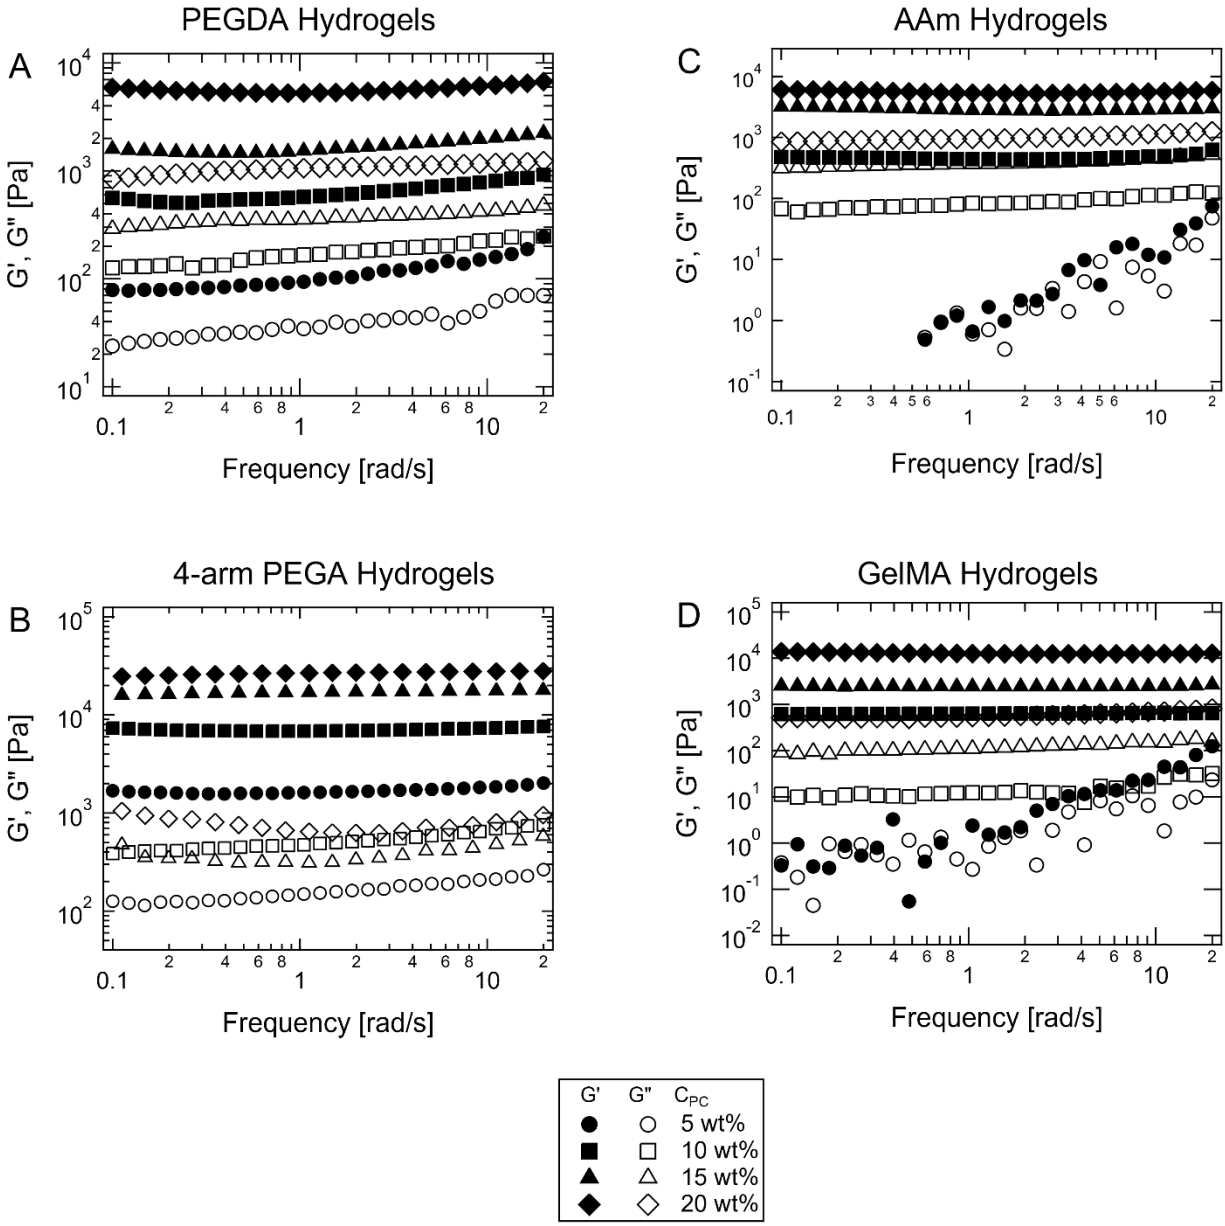 PEGDA Hydrogels
A
10⁴
4
2
10³
4
2
10²
4
2
10¹
G', G" [Pa]
2 4 6 8 2 4 6 8 2
0.1 1 10
Frequency [rad/s]
AAm Hydrogels
C
10⁴
10³
10²
10¹
10⁰
10⁻¹
G', G" [Pa]
2 3 4 5 6 2 3 4 5 6 2
0.1 1 10
Frequency [rad/s]
4-arm PEGA Hydrogels
B
10⁵
10⁴
10³
10²
G', G" [Pa]
2 4 6 8 2 4 6 8 2
0.1 1 10
Frequency [rad/s]
GelMA Hydrogels
D
10⁵
10⁴
10³
10²
10¹
10⁰
10⁻¹
10⁻²
G', G" [Pa]
2 4 6 8 2 4 6 8 2
0.1 1 10
Frequency [rad/s]
G' G" C_PC
5 wt%
10 wt%
15 wt%
20 wt%